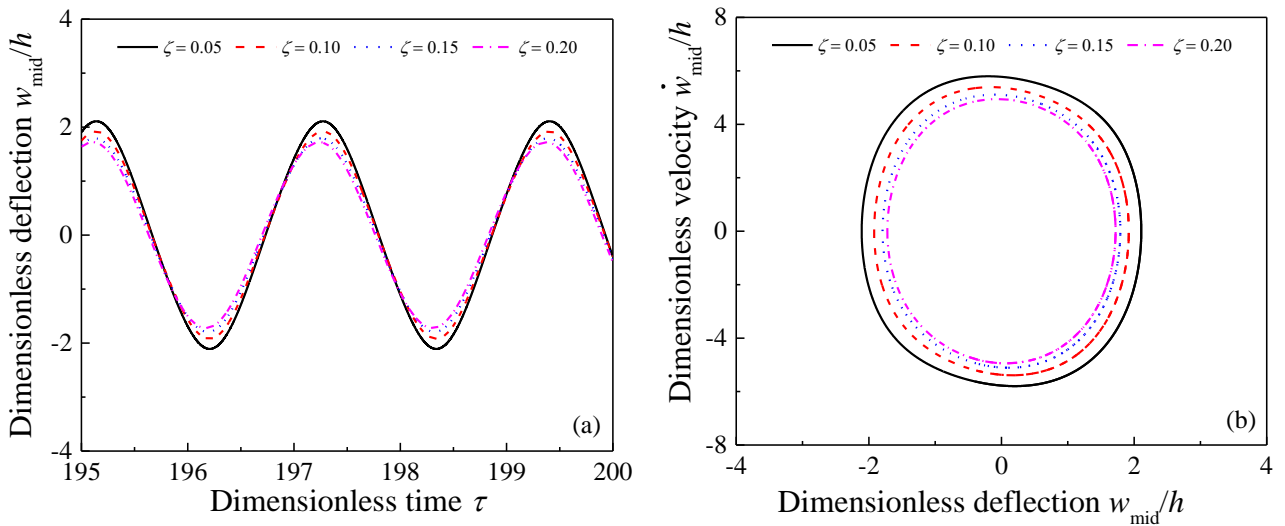 4
2
0
-2
-4
195
196
197
198
199
200
Dimensionless deflection w_mid/h
Dimensionless time τ
ζ = 0.05
ζ = 0.10
ζ = 0.15
ζ = 0.20
(a)
8
4
0
-4
-8
-4
-2
0
2
4
Dimensionless velocity ẇ_mid/h
Dimensionless deflection w_mid/h
ζ = 0.05
ζ = 0.10
ζ = 0.15
ζ = 0.20
(b)